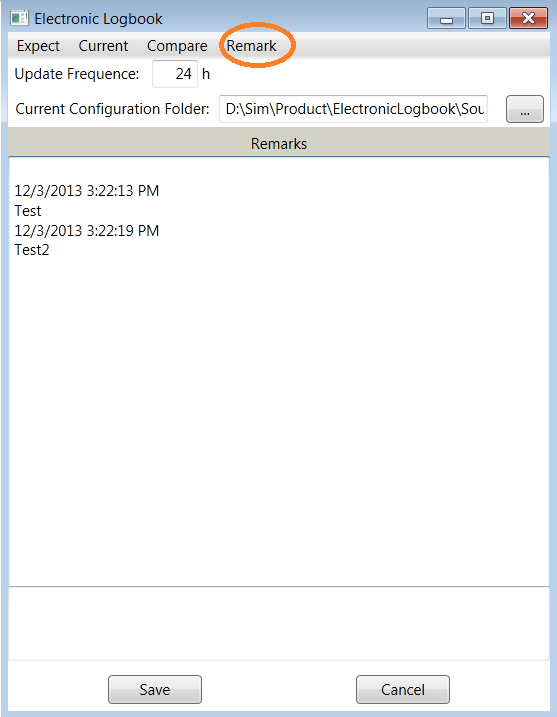 Electronic Logbook
Expect Current Compare Remark
Update Frequence: 24 h
Current Configuration Folder: D:\Sim\Product\ElectronicLogbook\Sou ...
Remarks
12/3/2013 3:22:13 PM
Test
12/3/2013 3:22:19 PM
Test2
Save Cancel